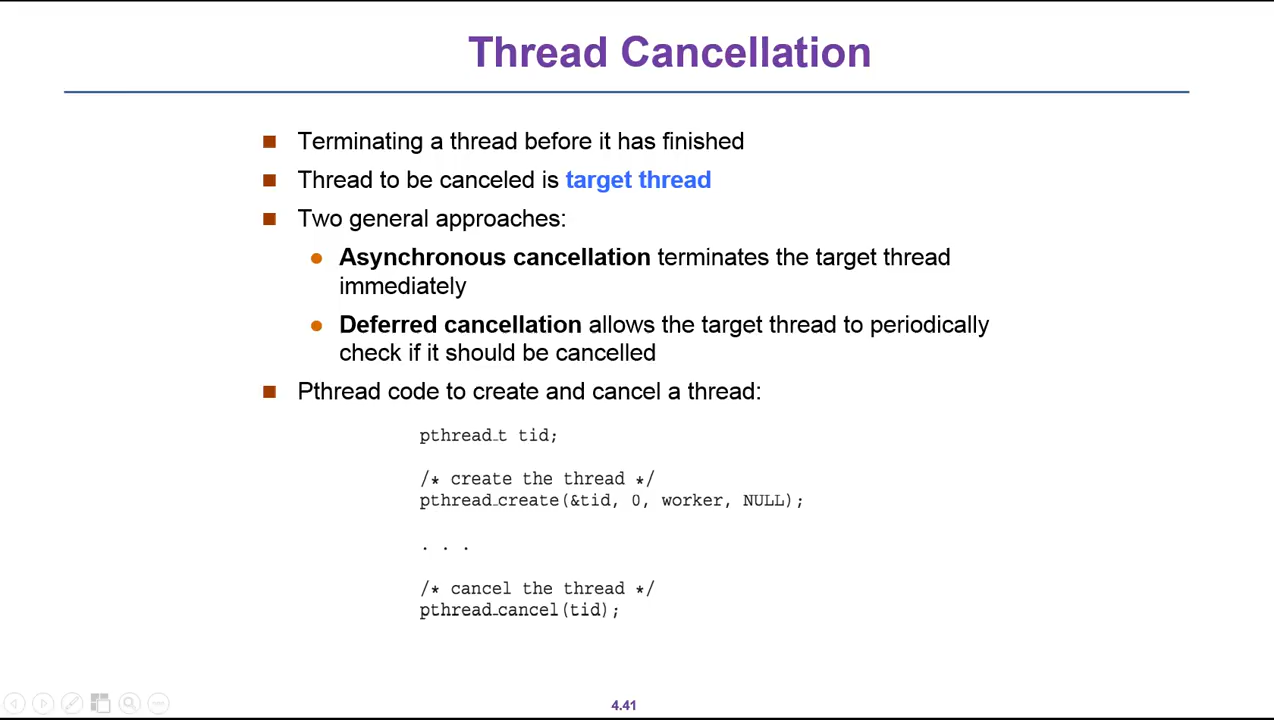 Thread Cancellation
Terminating a thread before it has finished
Thread to be canceled is target thread
Two general approaches:
Asynchronous cancellation terminates the target thread
immediately
Deferred cancellation allows the target thread to periodically
check if it should be cancelled
Pthread code to create and cancel a thread:
pthread_t tid;
/* create the thread */
pthread_create(&tid, 0, worker, NULL);
. . .
/* cancel the thread */
pthread_cancel(tid);
4.41